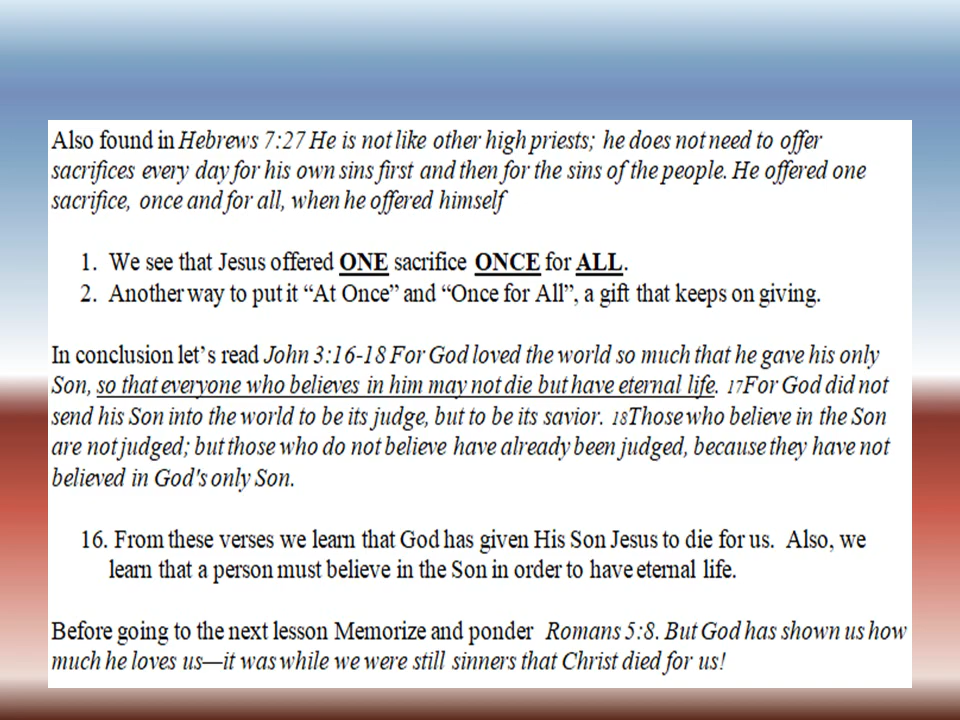 Also found in Hebrews 7:27 He is not like other high priests; he does not need to offer
sacrifices every day for his own sins first and then for the sins of the people. He offered one
sacrifice, once and for all, when he offered himself
1. We see that Jesus offered ONE sacrifice ONCE for ALL.
2. Another way to put it “At Once” and “Once for All”, a gift that keeps on giving.
In conclusion let’s read John 3:16-18 For God loved the world so much that he gave his only
Son, so that everyone who believes in him may not die but have eternal life. 17For God did not
send his Son into the world to be its judge, but to be its savior. 18Those who believe in the Son
are not judged; but those who do not believe have already been judged, because they have not
believed in God's only Son.
16. From these verses we learn that God has given His Son Jesus to die for us.  Also, we
learn that a person must believe in the Son in order to have eternal life.
Before going to the next lesson Memorize and ponder  Romans 5:8. But God has shown us how
much he loves us—it was while we were still sinners that Christ died for us!